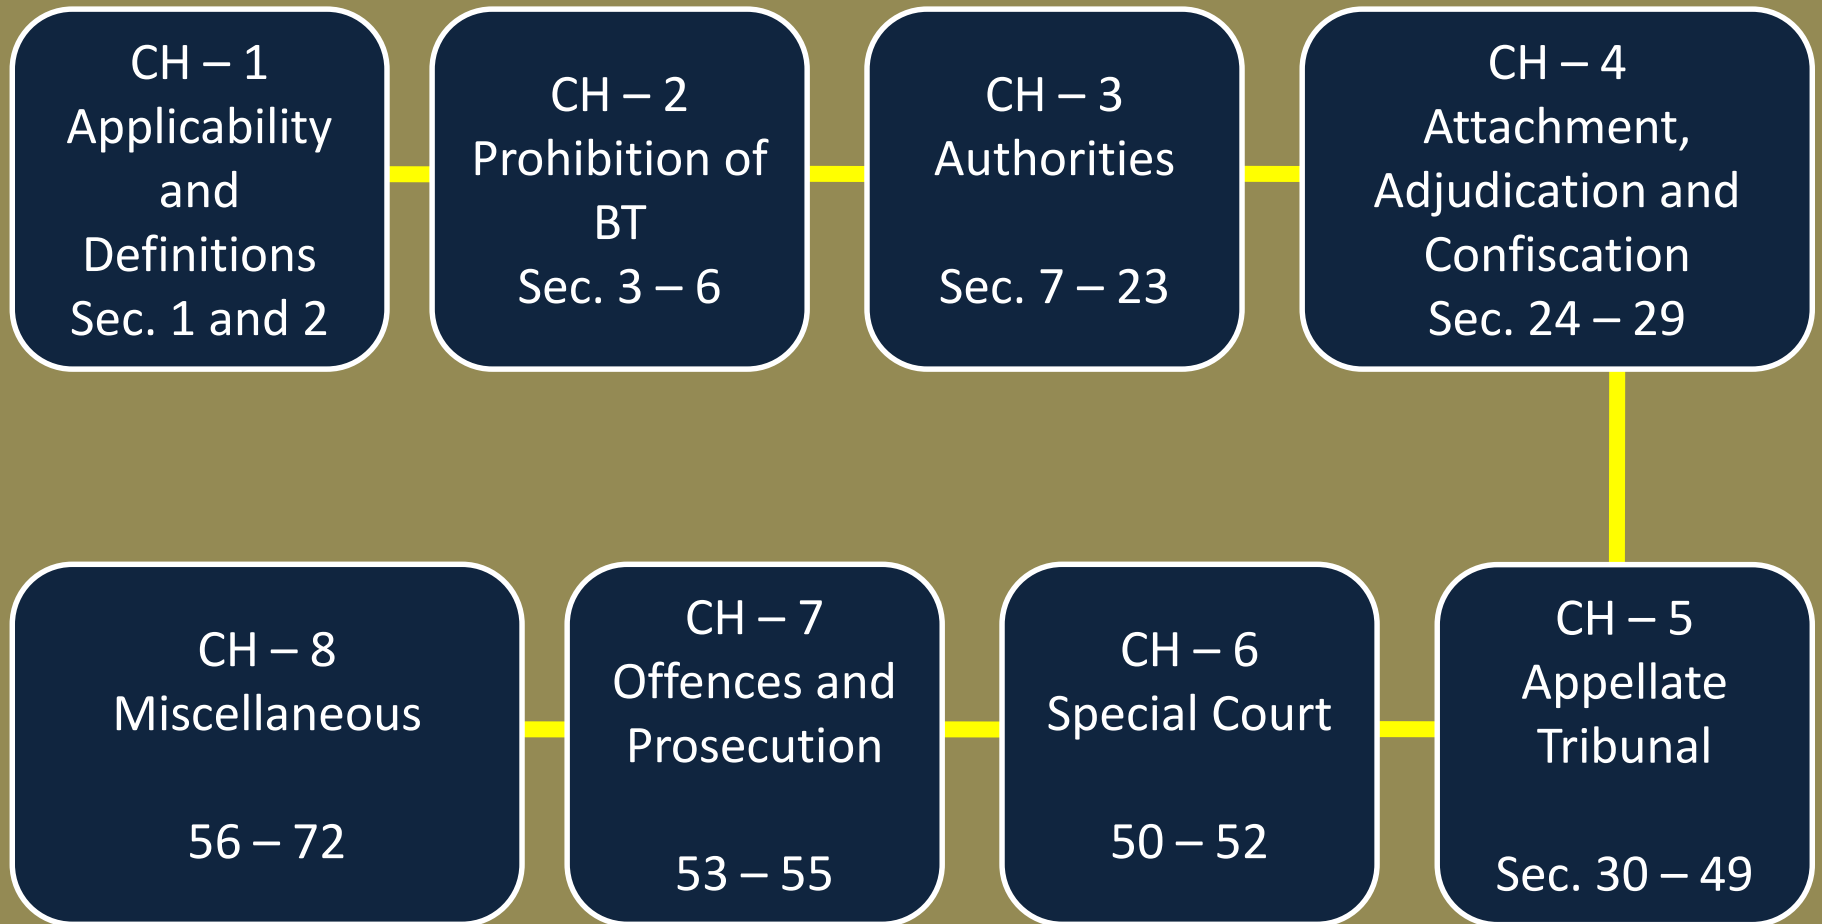 CH – 1
Applicability
and
Definitions
Sec. 1 and 2
CH – 2
Prohibition of
BT
Sec. 3 – 6
CH – 3
Authorities
Sec. 7 – 23
CH – 4
Attachment,
Adjudication and
Confiscation
Sec. 24 – 29
CH – 8
Miscellaneous
56 – 72
CH – 7
Offences and
Prosecution
53 – 55
CH – 6
Special Court
50 – 52
CH – 5
Appellate
Tribunal
Sec. 30 – 49